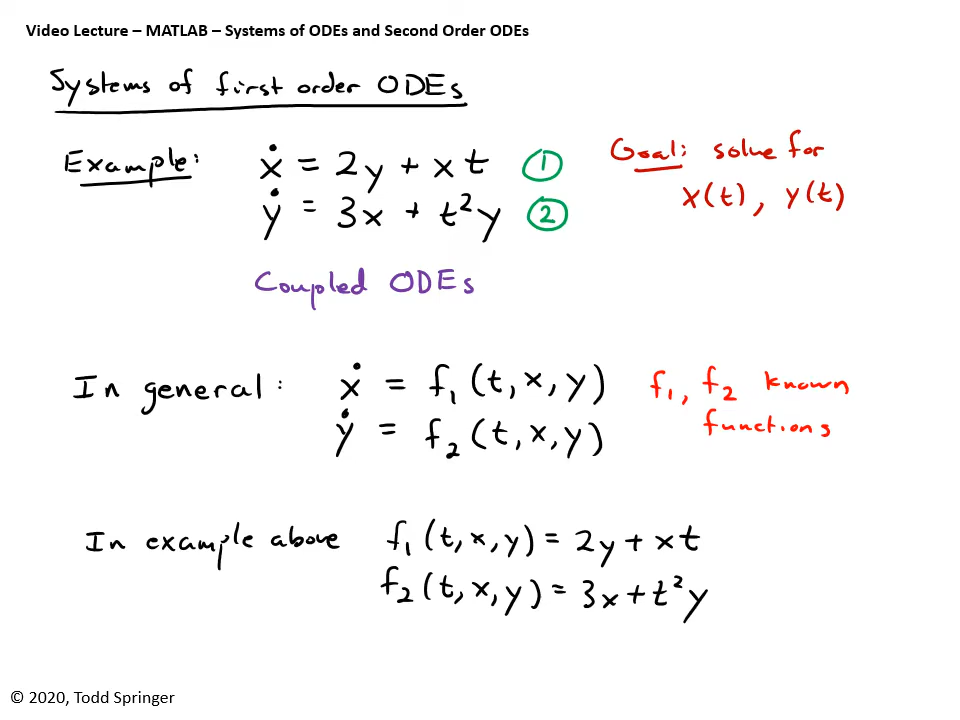 Video Lecture – MATLAB – Systems of ODEs and Second Order ODEs
Systems of first order ODEs
Example: ẋ = 2y + xt ①
ẏ = 3x + t²y ②
Goal: solve for
x(t), y(t)
Coupled ODEs
In general: ẋ = f₁(t,x,y)
ẏ = f₂(t,x,y)
f₁, f₂ known
functions
In example above f₁(t,x,y) = 2y + xt
f₂(t,x,y) = 3x + t²y
© 2020, Todd Springer